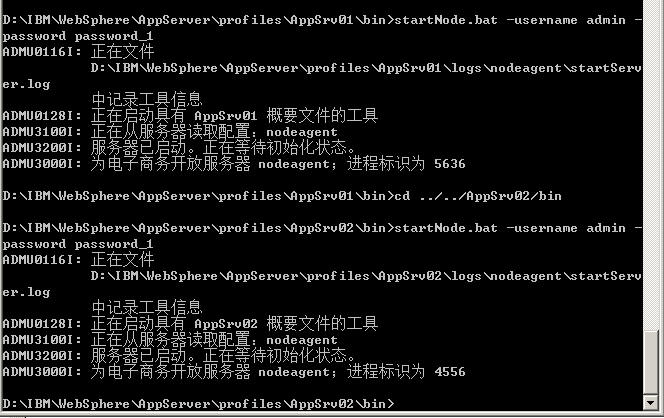 D:\IBM\WebSphere\AppServer\profiles\AppSrv01\bin>startNode.bat -username admin -
password password_1
ADMU0116I: 正在文件
D:\IBM\WebSphere\AppServer\profiles\AppSrv01\logs\nodeagent\startServ
er.log
中记录工具信息
ADMU0128I: 正在启动具有 AppSrv01 概要文件的工具
ADMU3100I: 正在从服务器读取配置：nodeagent
ADMU3200I: 服务器已启动。正在等待初始化状态。
ADMU3000I: 为电子商务开放服务器 nodeagent；进程标识为 5636
D:\IBM\WebSphere\AppServer\profiles\AppSrv01\bin>cd ../../AppSrv02/bin
D:\IBM\WebSphere\AppServer\profiles\AppSrv02\bin>startNode.bat -username admin -
password password_1
ADMU0116I: 正在文件
D:\IBM\WebSphere\AppServer\profiles\AppSrv02\logs\nodeagent\startServ
er.log
中记录工具信息
ADMU0128I: 正在启动具有 AppSrv02 概要文件的工具
ADMU3100I: 正在从服务器读取配置：nodeagent
ADMU3200I: 服务器已启动。正在等待初始化状态。
ADMU3000I: 为电子商务开放服务器 nodeagent；进程标识为 4556
D:\IBM\WebSphere\AppServer\profiles\AppSrv02\bin>